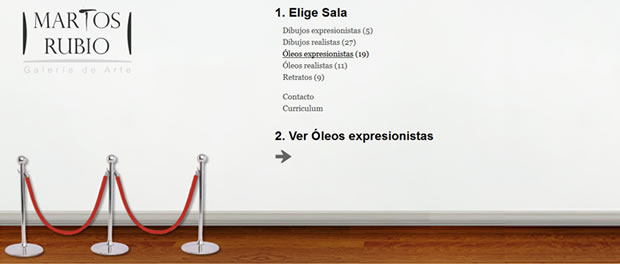 MARTOS
RUBIO
Galería de Arte
1. Elige Sala
Dibujos expresionistas (5)
Dibujos realistas (27)
Óleos expresionistas (19)
Óleos realistas (11)
Retratos (9)
Contacto
Curriculum
2. Ver Óleos expresionistas